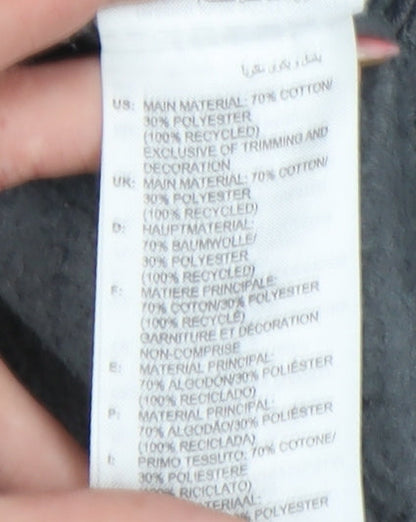 US: MAIN MATERIAL: 70% COTTON/
30% POLYESTER
(100% RECYCLED)
EXCLUSIVE OF TRIMMING AND
DECORATION
UK: MAIN MATERIAL: 70% COTTON/
30% POLYESTER
(100% RECYCLED)
D: HAUPTMATERIAL:
70% BAUMWOLLE/
30% POLYESTER
(100% RECYCLED)
F: MATIERE PRINCIPALE:
70% COTON/30% POLYESTER
(100% RECYCLÉ)
GARNITURE ET DÉCORATION
NON-COMPRISE
E: MATERIAL PRINCIPAL:
70% ALGODÓN/30% POLIÉSTER
(100% RECICLADO)
P: MATERIAL PRINCIPAL:
70% ALGODÃO/30% POLIÉSTER
(100% RECICLADA)
I: PRIMO TESSUTO: 70% COTONE/
30% POLIESTERE
RICICLATO)
POLYESTER